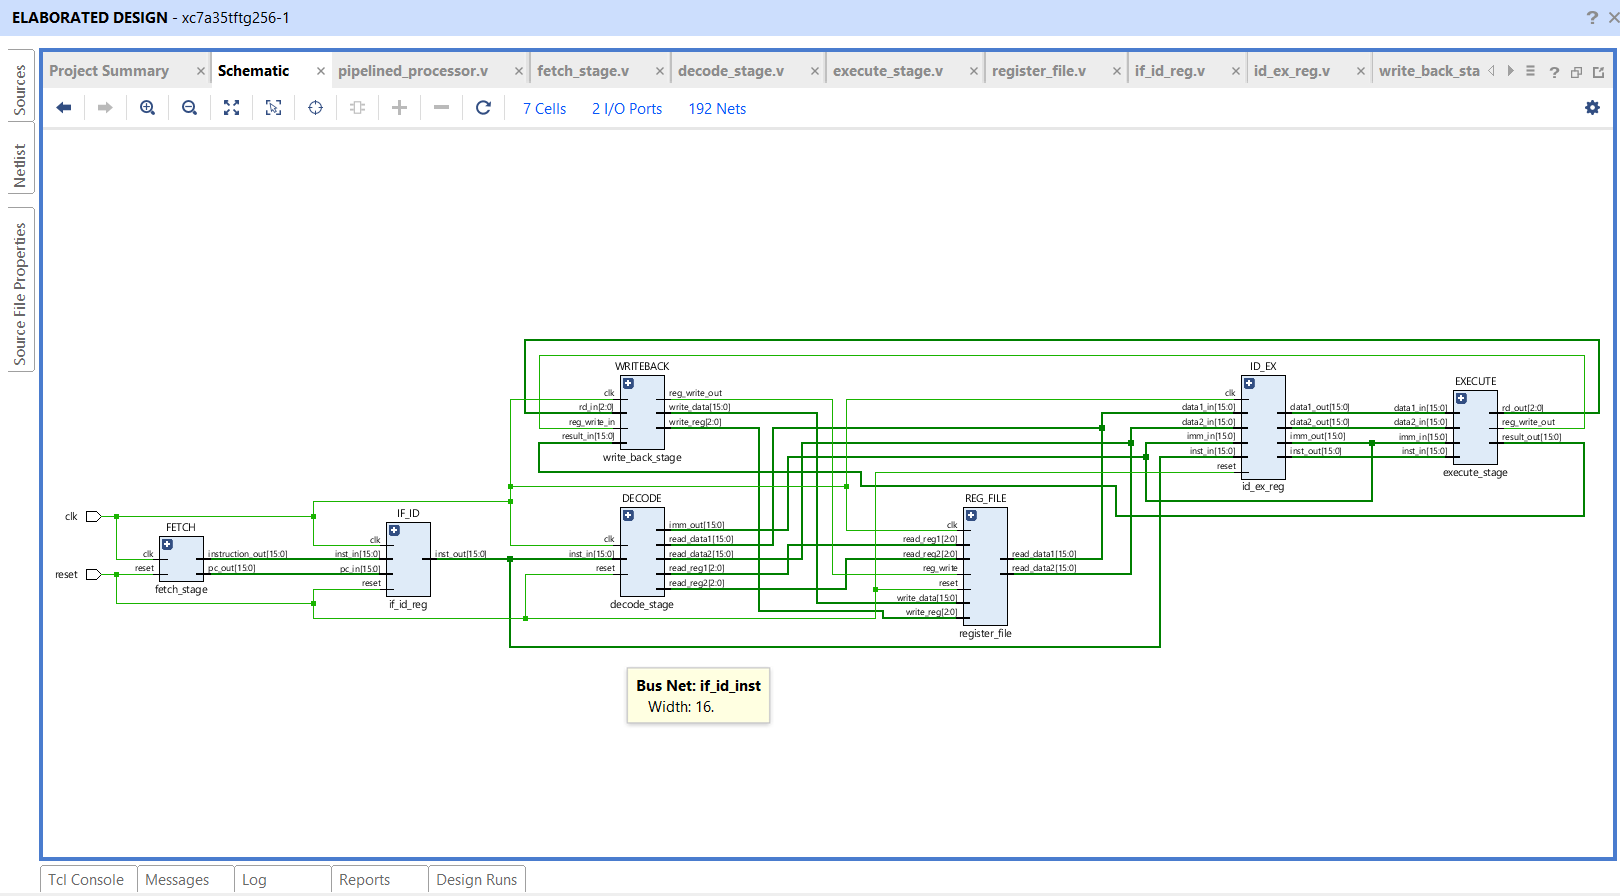 ELABORATED DESIGN - xc7a35tftg256-1
Sources
Netlist
Source File Properties
Project Summary
Schematic
pipelined_processor.v
fetch_stage.v
decode_stage.v
execute_stage.v
register_file.v
if_id_reg.v
id_ex_reg.v
write_back_sta
7 Cells
2 I/O Ports
192 Nets
clk
reset
FETCH
clk
reset
instruction_out[15:0]
pc_out[15:0]
fetch_stage
IF_ID
clk
inst_in[15:0]
pc_in[15:0]
reset
inst_out[15:0]
if_id_reg
WRITEBACK
clk
rd_in[2:0]
reg_write_in
result_in[15:0]
reg_write_out
write_data[15:0]
write_reg[2:0]
write_back_stage
DECODE
clk
inst_in[15:0]
reset
imm_out[15:0]
read_data1[15:0]
read_data2[15:0]
read_reg1[2:0]
read_reg2[2:0]
decode_stage
REG_FILE
clk
read_reg1[2:0]
read_reg2[2:0]
reg_write
reset
write_data[15:0]
write_reg[2:0]
read_data1[15:0]
read_data2[15:0]
register_file
ID_EX
clk
data1_in[15:0]
data2_in[15:0]
imm_in[15:0]
inst_in[15:0]
reset
data1_out[15:0]
data2_out[15:0]
imm_out[15:0]
inst_out[15:0]
id_ex_reg
EXECUTE
data1_in[15:0]
data2_in[15:0]
imm_in[15:0]
inst_in[15:0]
rd_out[2:0]
reg_write_out
result_out[15:0]
execute_stage
Bus Net: if_id_inst
Width: 16.
Tcl Console
Messages
Log
Reports
Design Runs